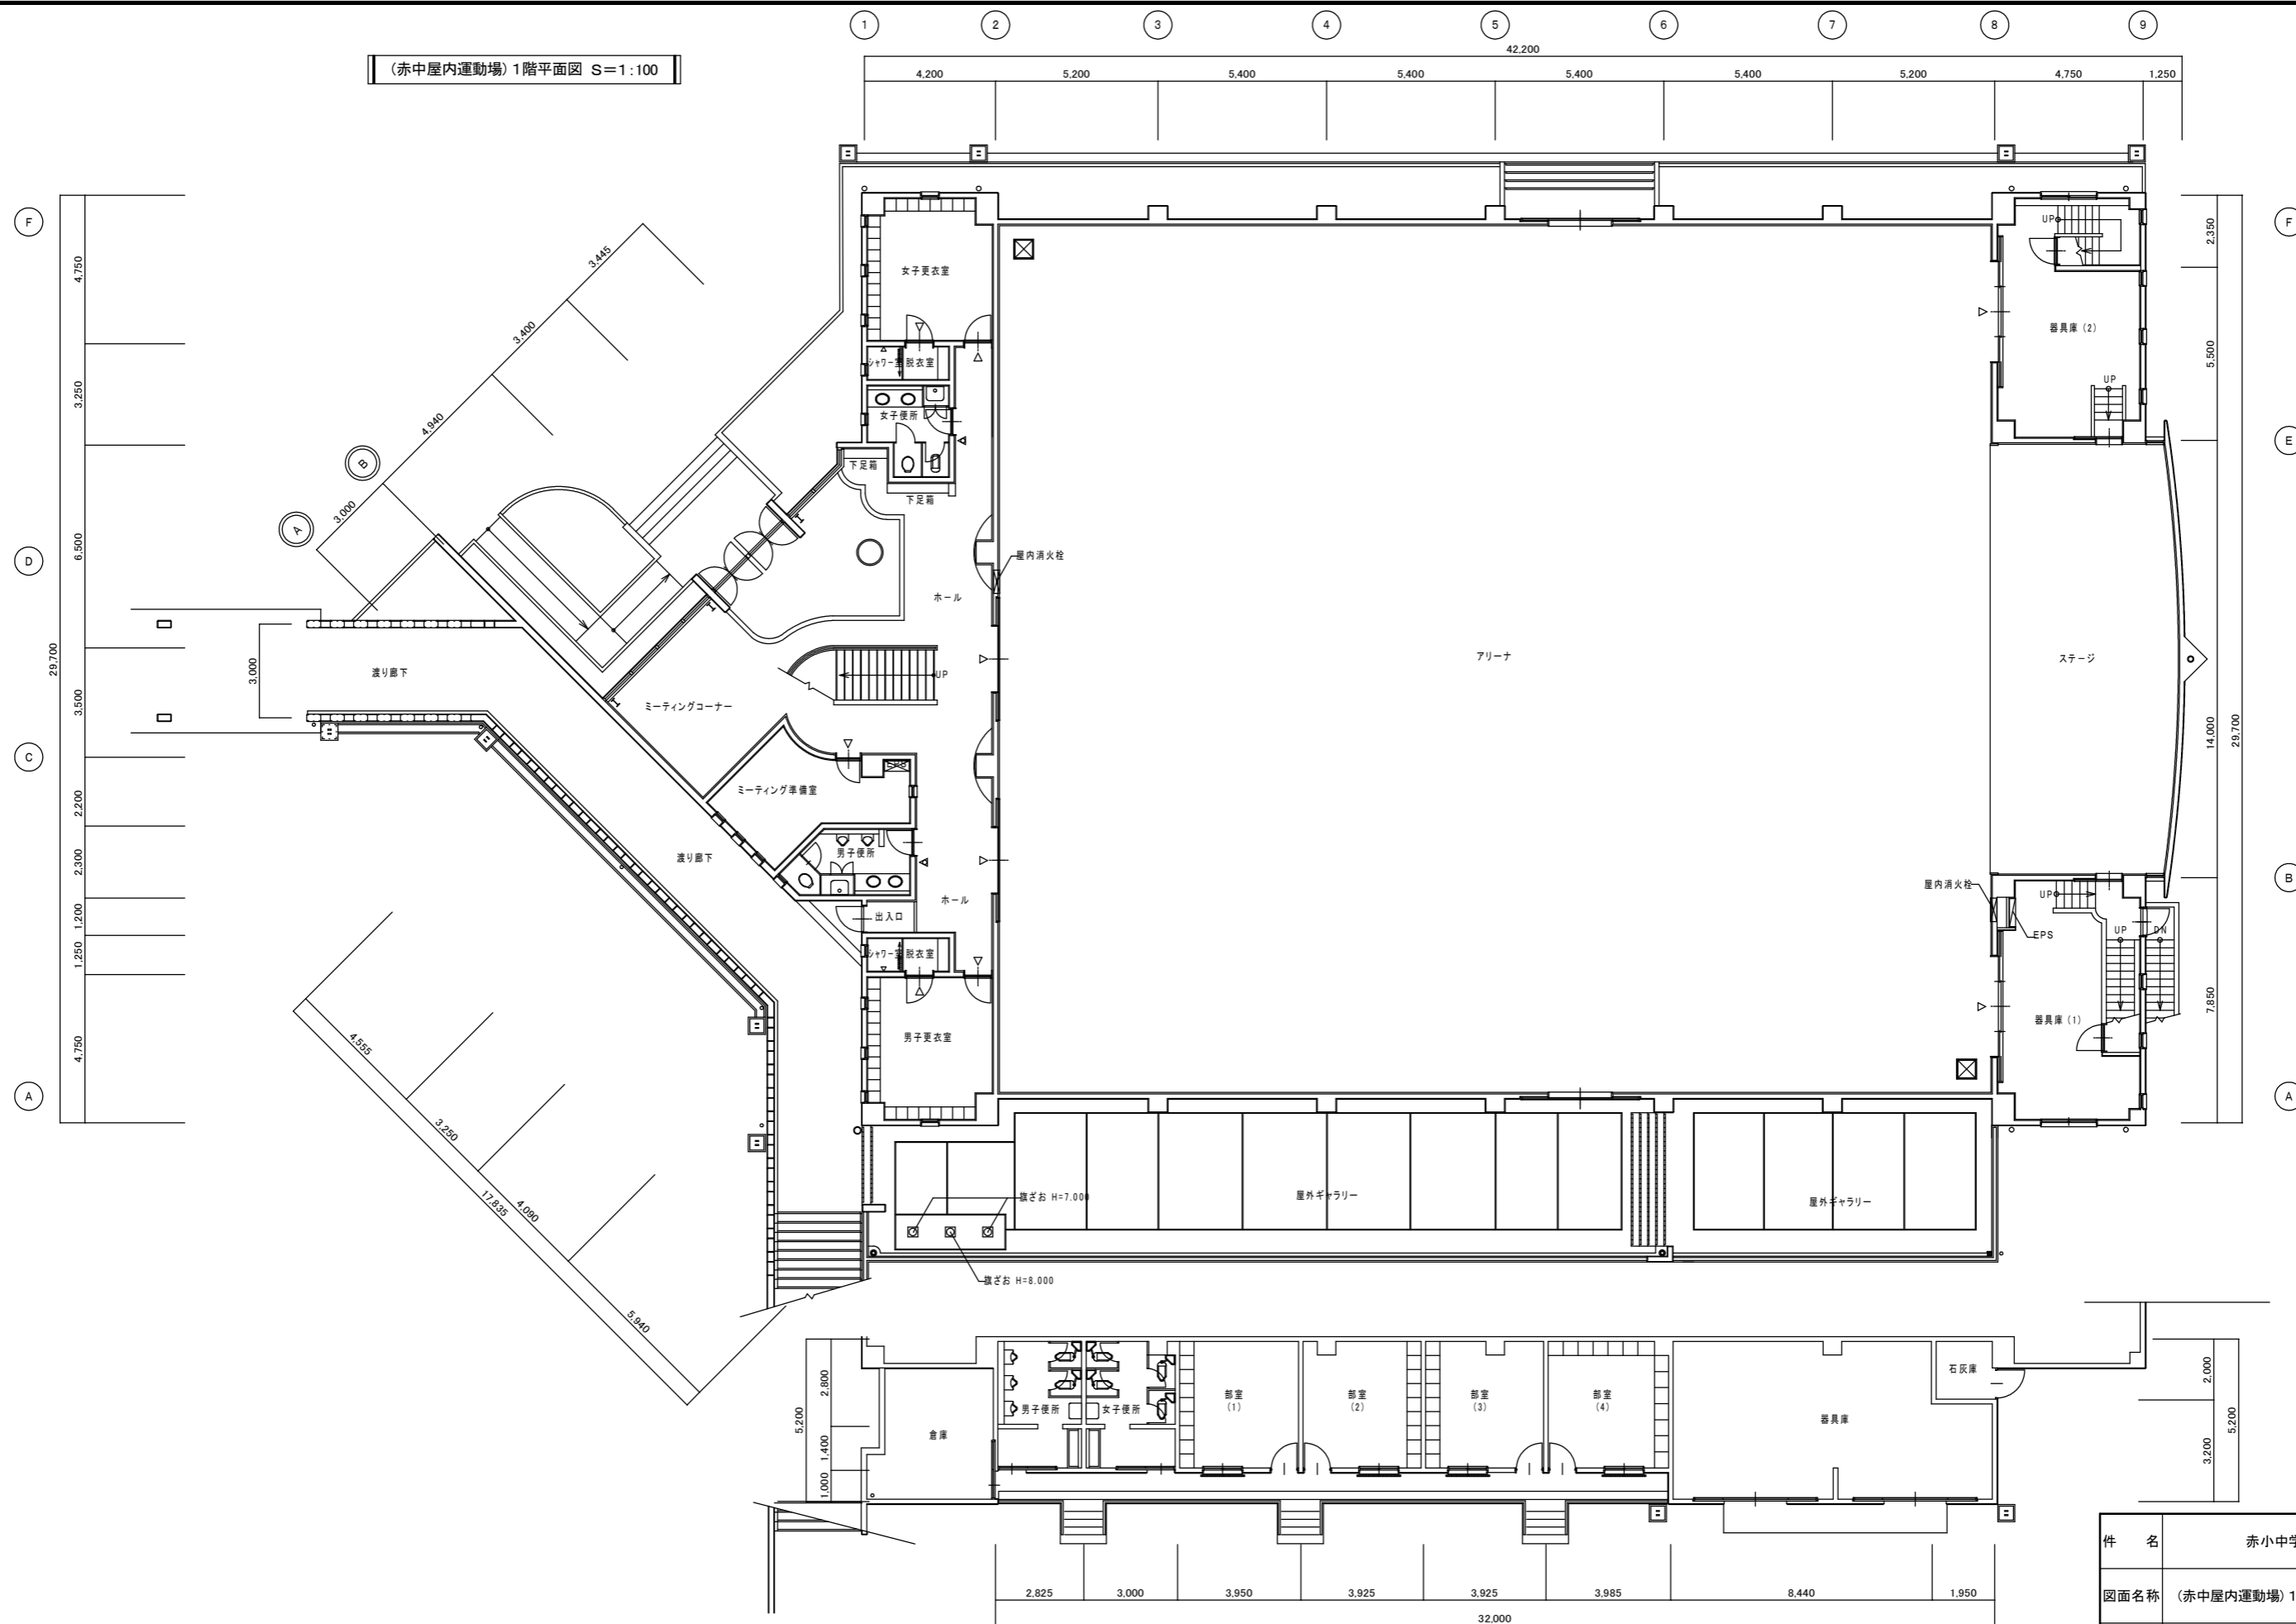 1 2 3 4 5 6 7 8 9
42,200
4,200 5,200 5,400 5,400 5,400 5,400 5,200 4,750 1,250
(赤中屋内運動場) 1階平面図 S=1:100
F
E
D
C
B
A
F
D
C
A
29,700
4,750
3,250
6,500
3,500
2,200
2,300
1,200
1,250
4,750
2,350
5,500
14,000
7,850
29,700
3,445
3,400
4,940
3,000
B
A
3,000
女子更衣室
シャワー室 脱衣室
女子便所
下足箱
下足箱
屋内消火栓
ホール
UP
渡り廊下
ミーティングコーナー
EPS
ミーティング準備室
男子便所
渡り廊下
ホール
出入口
シャワー室 脱衣室
男子更衣室
アリーナ
UP
器具庫(2)
UP
ステージ
屋内消火栓
UP
EPS
UP
DN
器具庫(1)
4,555
3,250
4,090
17,835
5,940
旗ざお H=7.000
旗ざお H=8.000
屋外ギャラリー
屋外ギャラリー
5,200
2,800
1,400
1,000
倉庫
男子便所
女子便所
部室
(1)
部室
(2)
部室
(3)
部室
(4)
器具庫
石灰庫
2,000
3,200
5,200
2,825 3,000 3,950 3,925 3,925 3,985 8,440 1,950
32,000
件 名 赤小中学
図面名称 (赤中屋内運動場) 1